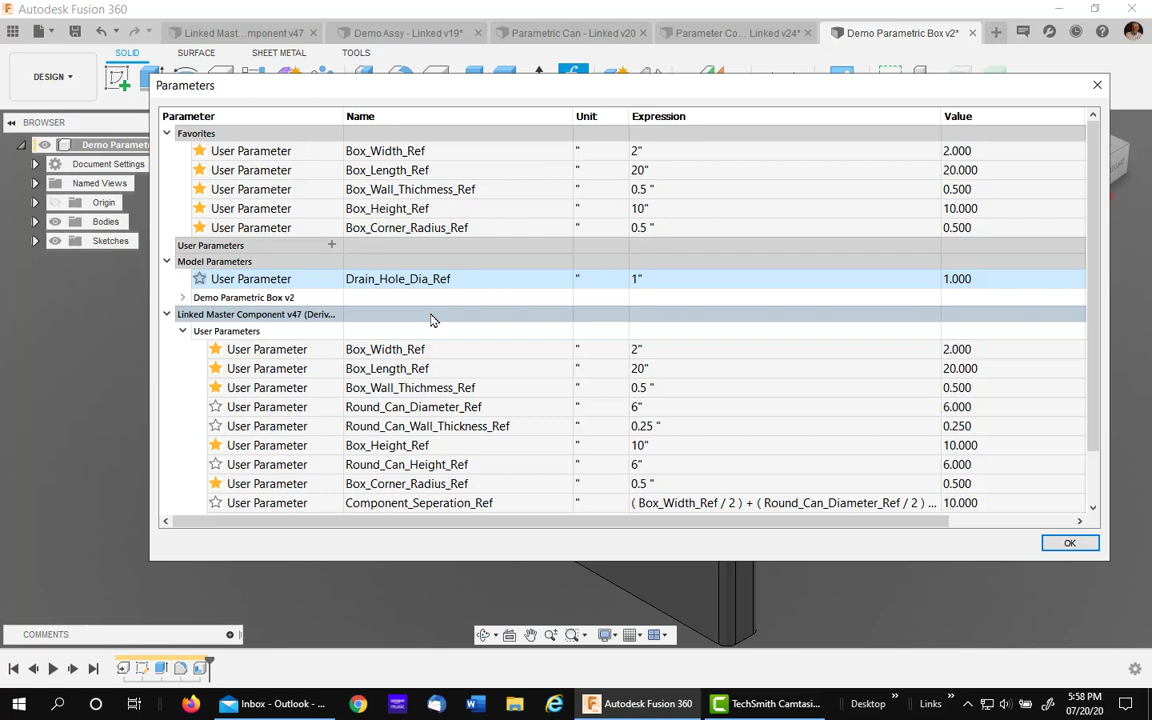 Autodesk Fusion 360
Linked Mast...omponent v47
Demo Assy - Linked v19*
Parametric Can - Linked v20
Parameter Co... Linked v24*
Demo Parametric Box v2*
SOLID
SURFACE
SHEET METAL
TOOLS
DESIGN
Parameters
Parameter Name Unit Expression Value
Favorites
User Parameter Box_Width_Ref " 2" 2.000
User Parameter Box_Length_Ref " 20" 20.000
User Parameter Box_Wall_Thichmess_Ref " 0.5 " 0.500
User Parameter Box_Height_Ref " 10" 10.000
User Parameter Box_Corner_Radius_Ref " 0.5 " 0.500
User Parameters
Model Parameters
User Parameter Drain_Hole_Dia_Ref " 1" 1.000
Demo Parametric Box v2
Linked Master Component v47 (Deriv...
User Parameters
User Parameter Box_Width_Ref " 2" 2.000
User Parameter Box_Length_Ref " 20" 20.000
User Parameter Box_Wall_Thichmess_Ref " 0.5 " 0.500
User Parameter Round_Can_Diameter_Ref " 6" 6.000
User Parameter Round_Can_Wall_Thickness_Ref " 0.25 " 0.250
User Parameter Box_Height_Ref " 10" 10.000
User Parameter Round_Can_Height_Ref " 6" 6.000
User Parameter Box_Corner_Radius_Ref " 0.5 " 0.500
User Parameter Component_Seperation_Ref " ( Box_Width_Ref / 2 ) + ( Round_Can_Diameter_Ref / 2 ) ... 10.000
OK
BROWSER
Demo Paramet
Document Settings
Named Views
Origin
Bodies
Sketches
RIGHT
COMMENTS
Inbox - Outlook - ...
Autodesk Fusion 360
TechSmith Camtasi...
Desktop
Links
5:58 PM
07/20/20